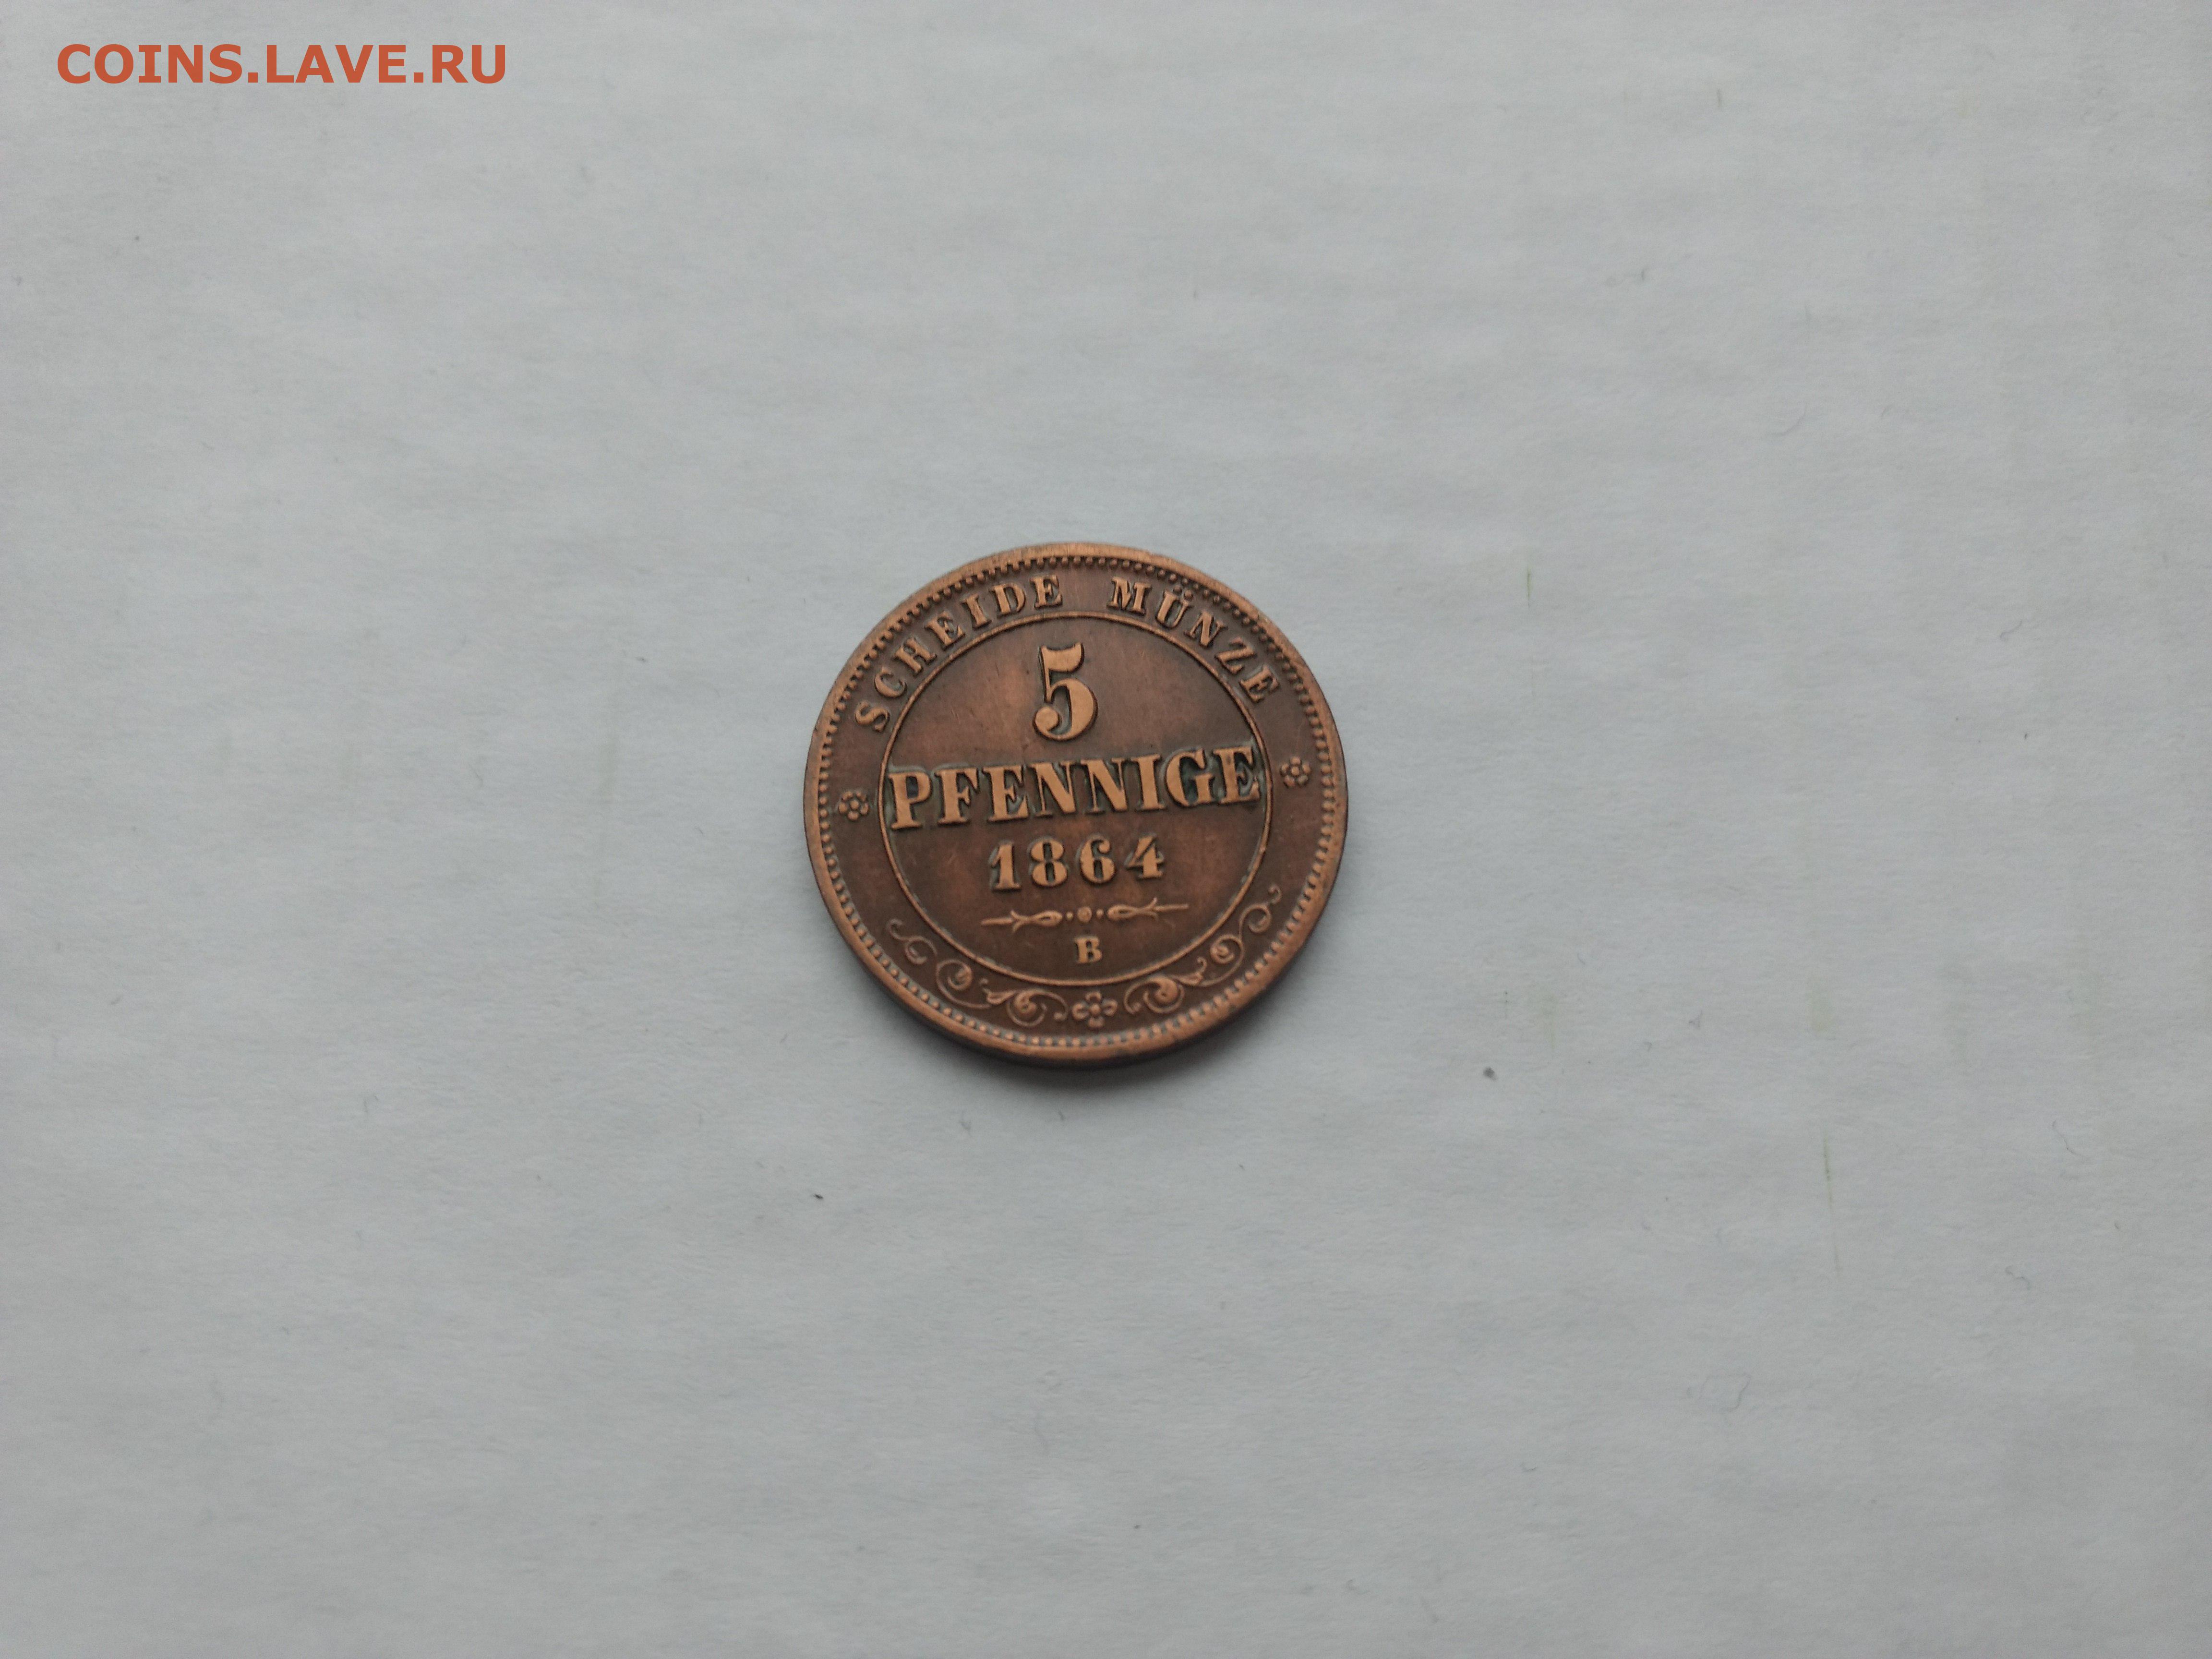 COINS.LAVE.RU
SCHEIDE MÜNZE
5
PFENNIGE
1864
B